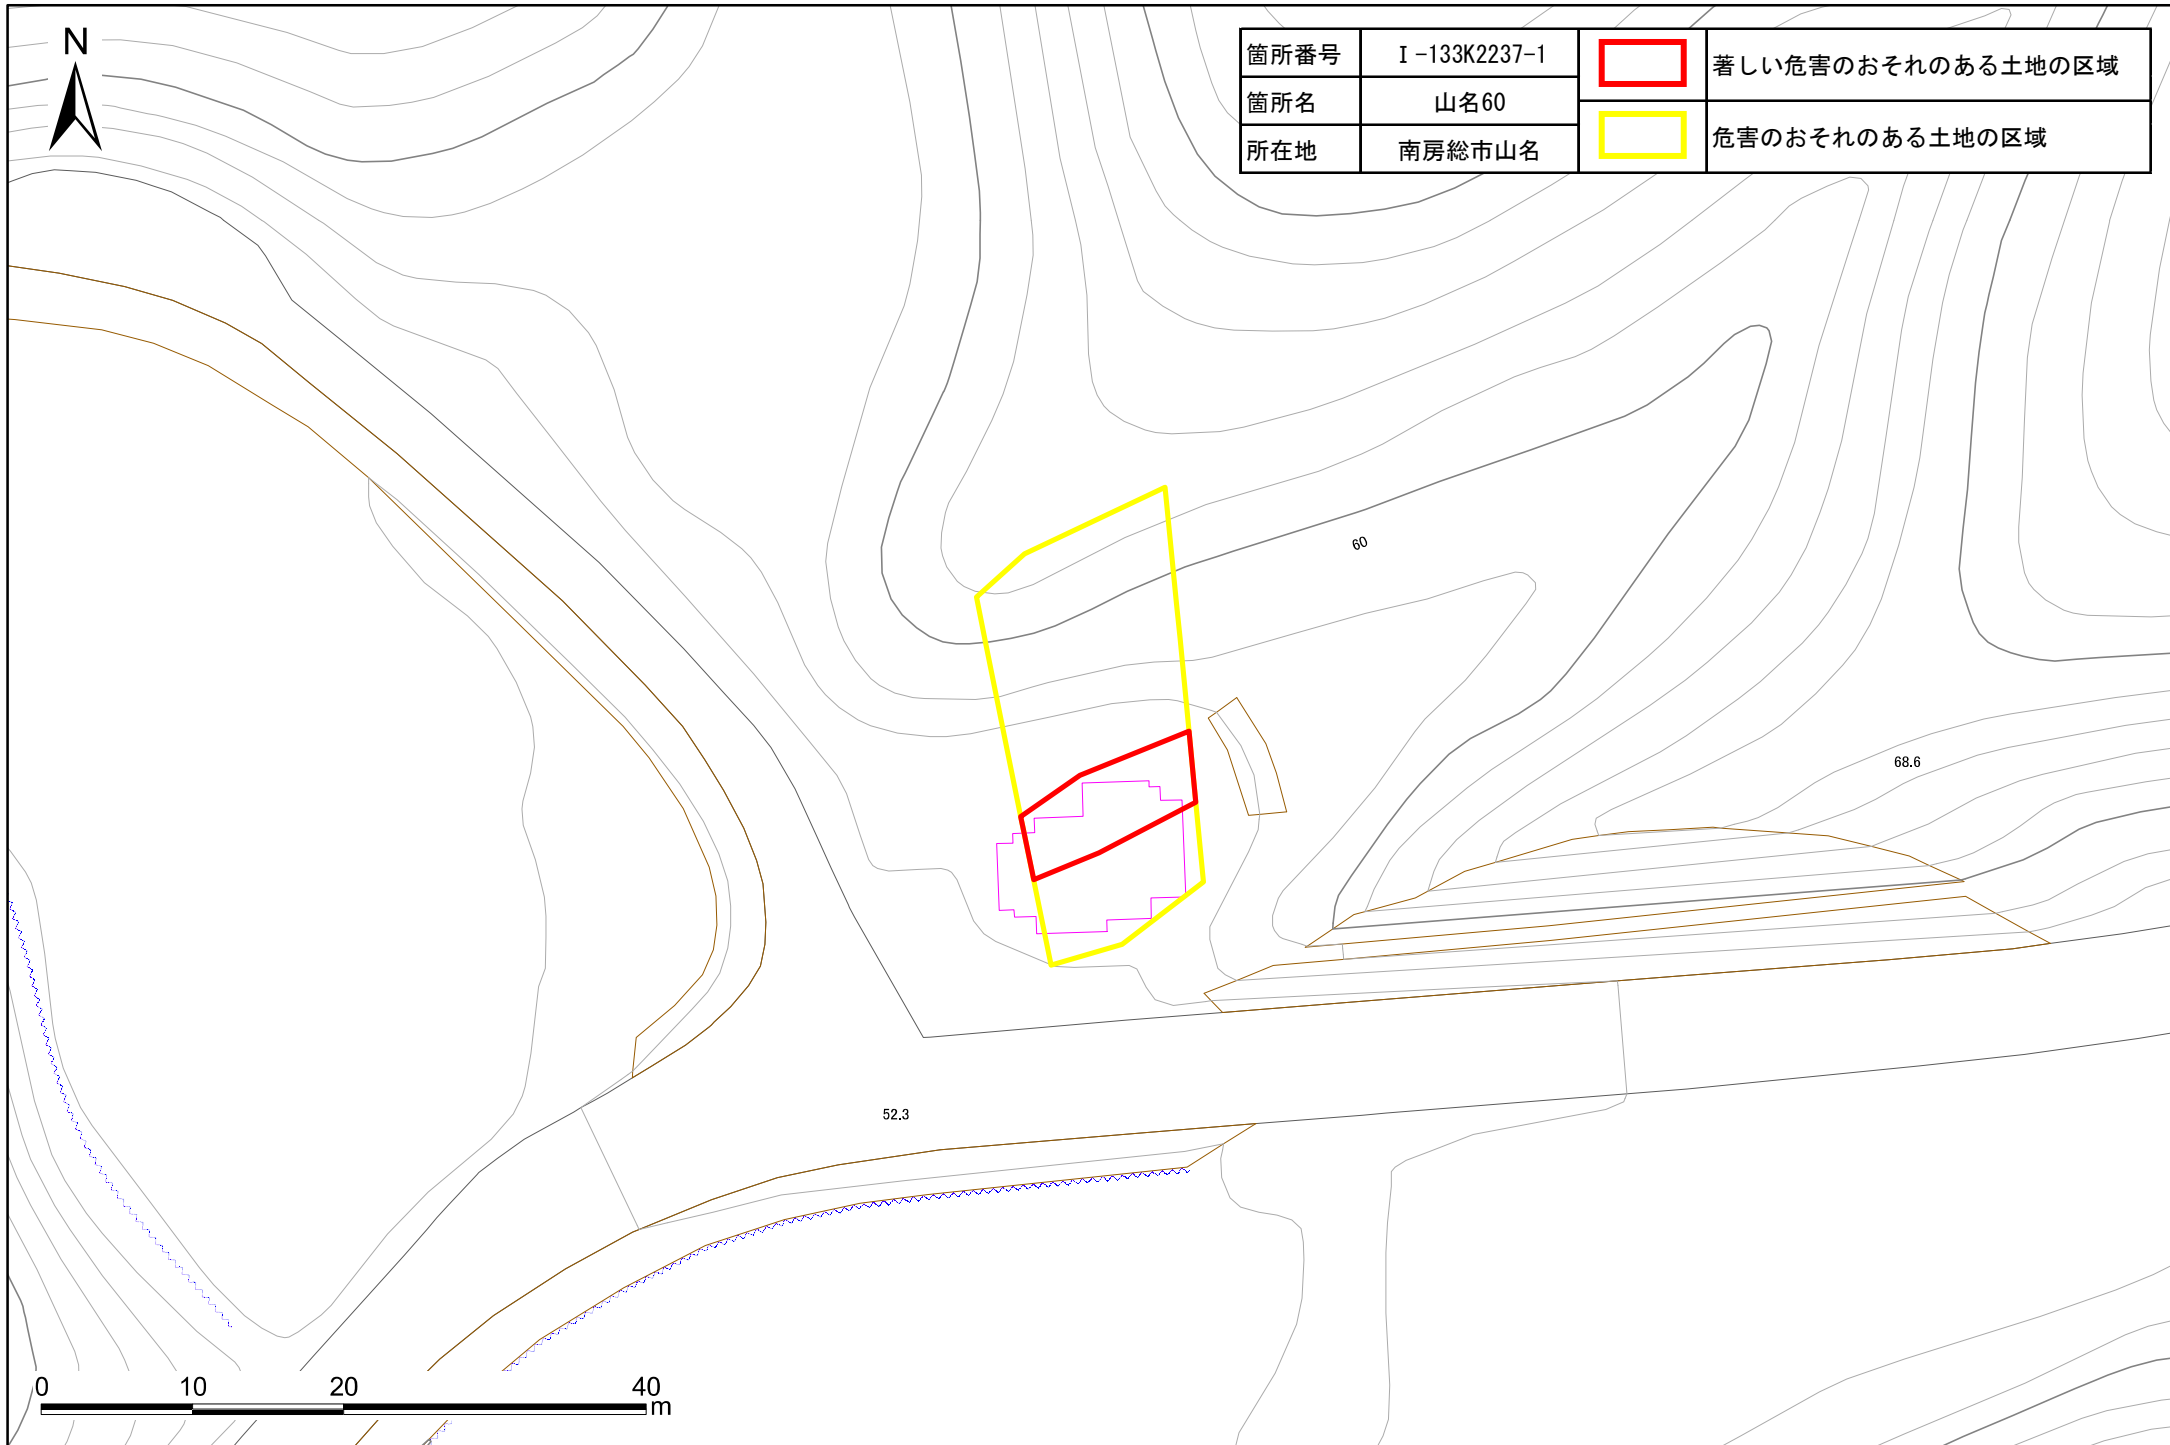 N
箇所番号 Ⅰ-133K2237-1
箇所名 山名60
所在地 南房総市山名
著しい危害のおそれのある土地の区域
危害のおそれのある土地の区域
60
68.6
52.3
0 10 20 40
m